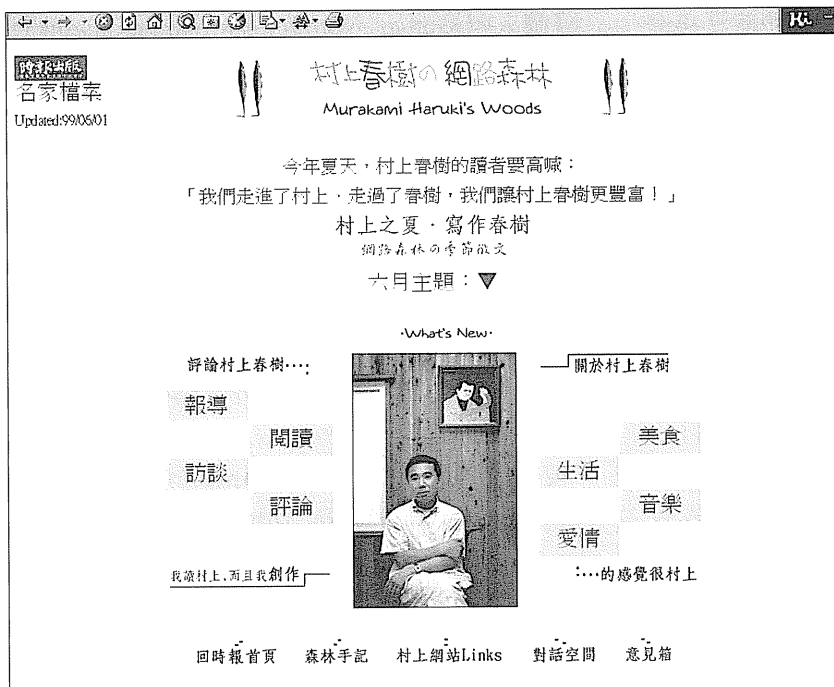 Hi
時報出版
名家檔案
Updated:99/06/01
村上春樹の網路森林
Murakami Haruki's Woods
今年夏天，村上春樹的讀者要高喊：
「我們走進了村上．走過了春樹，我們讓村上春樹更豐富！」
村上之夏．寫作春樹
網路森林の季節散文
六月主題：▼
·What's New·
評論村上春樹····:
報導
閱讀
訪談
評論
我讀村上，而且我創作
關於村上春樹
美食
生活
音樂
愛情
:····的感覺很村上
回時報首頁 森林手記 村上網站Links 對話空間 意見箱